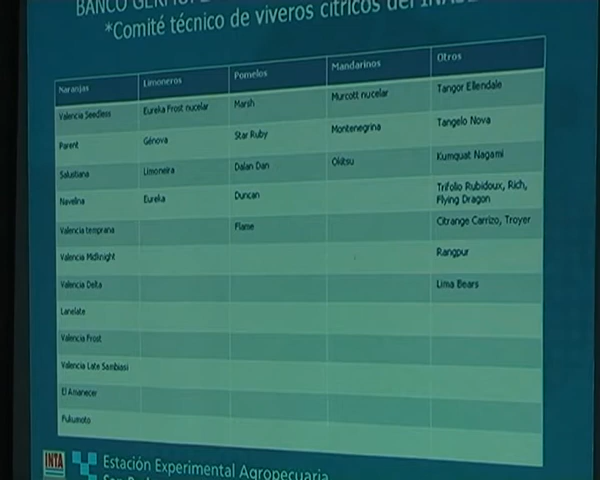 BANCO
*Comité técnico de viveros cítricos del
Naranjas Limoneros Pomelos Mandarinos Otros
Valencia Seedless Eureka Frost nucelar Marsh Murcott nucelar Tangor Ellendale
Parent Génova Star Ruby Montenegrina Tangelo Nova
Salustiana Limoneira Dalan Dan Okitsu Kumquat Nagami
Navelina Eureka Duncan Trifolio Rubidoux, Rich,
Flying Dragon
Valencia temprana Flame Citrange Carrizo, Troyer
Valencia Midknight Rangpur
Valencia Delta Lima Bears
Lanelate
Valencia Frost
Valencia Late Sambiasi
El Amanecer
Fukumoto
INTA Estación Experimental Agropecuaria